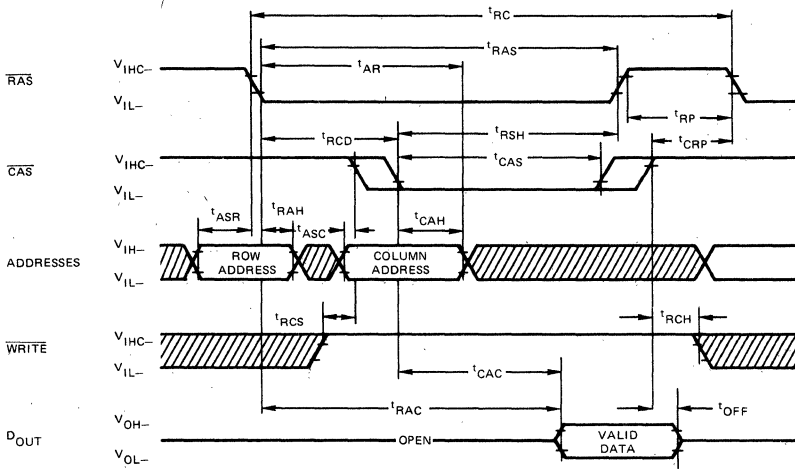 tRC
tRAS
tAR
RAS
VIHC–
VIL–
tRP
tRCD
tRSH
tCRP
CAS
VIHC–
VIL–
tCAS
tASR
tRAH
tASC
tCAH
ADDRESSES
VIH–
VIL–
ROW
ADDRESS
COLUMN
ADDRESS
tRCS
tRCH
WRITE
VIHC–
VIL–
tCAC
tRAC
tOFF
DOUT
VOH–
VOL–
OPEN
VALID
DATA